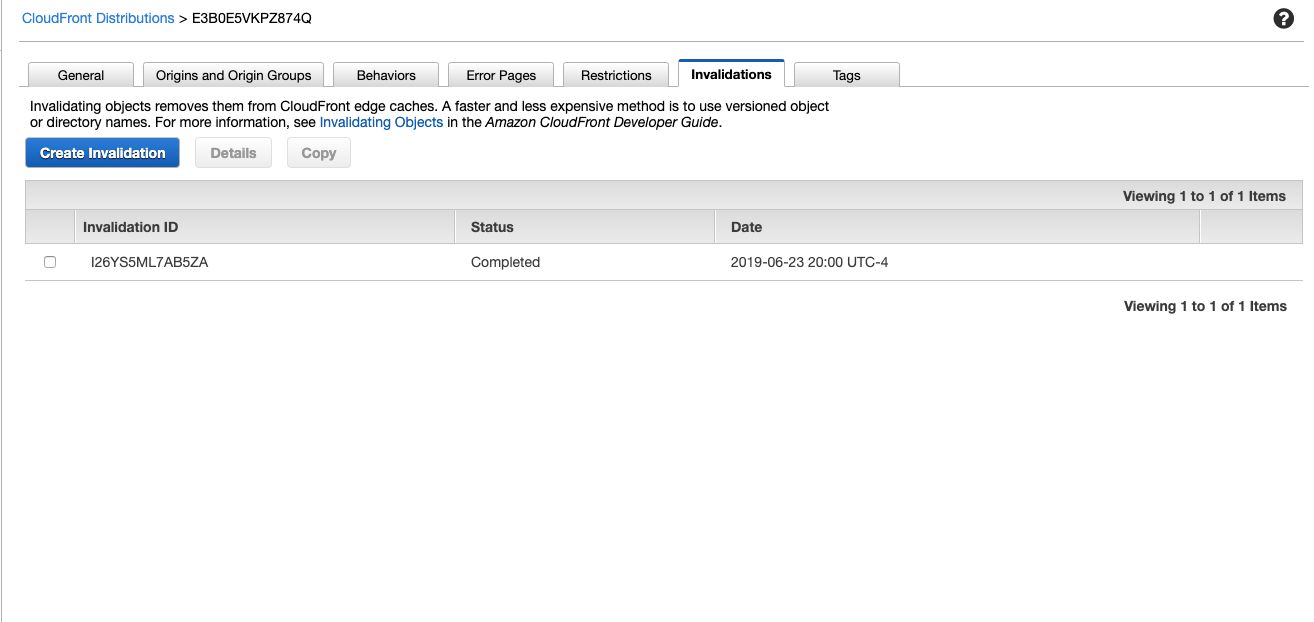 CloudFront Distributions > E3B0E5VKPZ874Q
?
General Origins and Origin Groups Behaviors Error Pages Restrictions Invalidations Tags
Invalidating objects removes them from CloudFront edge caches. A faster and less expensive method is to use versioned object
or directory names. For more information, see Invalidating Objects in the Amazon CloudFront Developer Guide.
Create Invalidation Details Copy
Viewing 1 to 1 of 1 Items
Invalidation ID Status Date
I26YS5ML7AB5ZA Completed 2019-06-23 20:00 UTC-4
Viewing 1 to 1 of 1 Items